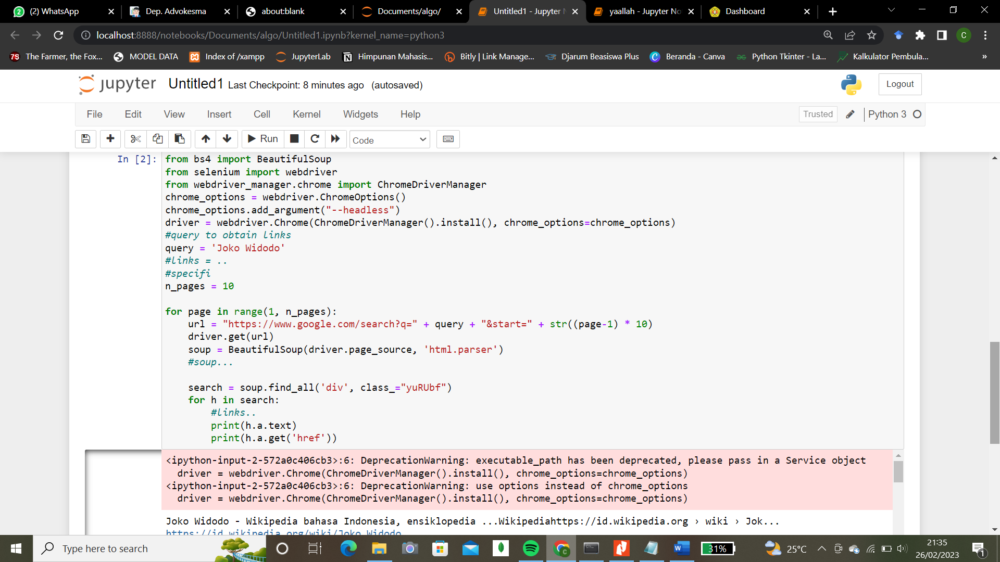 (2) WhatsApp
Dep. Advokesma
about:blank
Documents/algo/
Untitled1 - Jupyter
yaallah - Jupyter No
Dashboard
localhost:8888/notebooks/Documents/algo/Untitled1.ipynb?kernel_name=python3
C
The Farmer, the Fox...
MODEL DATA
Index of /xampp
JupyterLab
Himpunan Mahasis...
Bitly | Link Manage...
Djarum Beasiswa Plus
Beranda - Canva
Python Tkinter - La...
Kalkulator Pembula...
»
jupyter Untitled1 Last Checkpoint: 8 minutes ago (autosaved)
Logout
File Edit View Insert Cell Kernel Widgets Help
Trusted
Python 3
Run
Code
In [2]:
from bs4 import BeautifulSoup
from selenium import webdriver
from webdriver_manager.chrome import ChromeDriverManager
chrome_options = webdriver.ChromeOptions()
chrome_options.add_argument("--headless")
driver = webdriver.Chrome(ChromeDriverManager().install(), chrome_options=chrome_options)
#query to obtain links
query = 'Joko Widodo'
#links = ..
#specifi
n_pages = 10
for page in range(1, n_pages):
    url = "https://www.google.com/search?q=" + query + "&start=" + str((page-1) * 10)
    driver.get(url)
    soup = BeautifulSoup(driver.page_source, 'html.parser')
    #soup...
    search = soup.find_all('div', class_="yuRUbf")
    for h in search:
        #links..
        print(h.a.text)
        print(h.a.get('href'))
<ipython-input-2-572a0c406cb3>:6: DeprecationWarning: executable_path has been deprecated, please pass in a Service object
  driver = webdriver.Chrome(ChromeDriverManager().install(), chrome_options=chrome_options)
<ipython-input-2-572a0c406cb3>:6: DeprecationWarning: use options instead of chrome_options
  driver = webdriver.Chrome(ChromeDriverManager().install(), chrome_options=chrome_options)
Joko Widodo - Wikipedia bahasa Indonesia, ensiklopedia ...Wikipediahttps://id.wikipedia.org › wiki › Jok...
https://id.wikipedia.org/wiki/Joko_Widodo
Type here to search
31%
25°C
21:35
26/02/2023
1